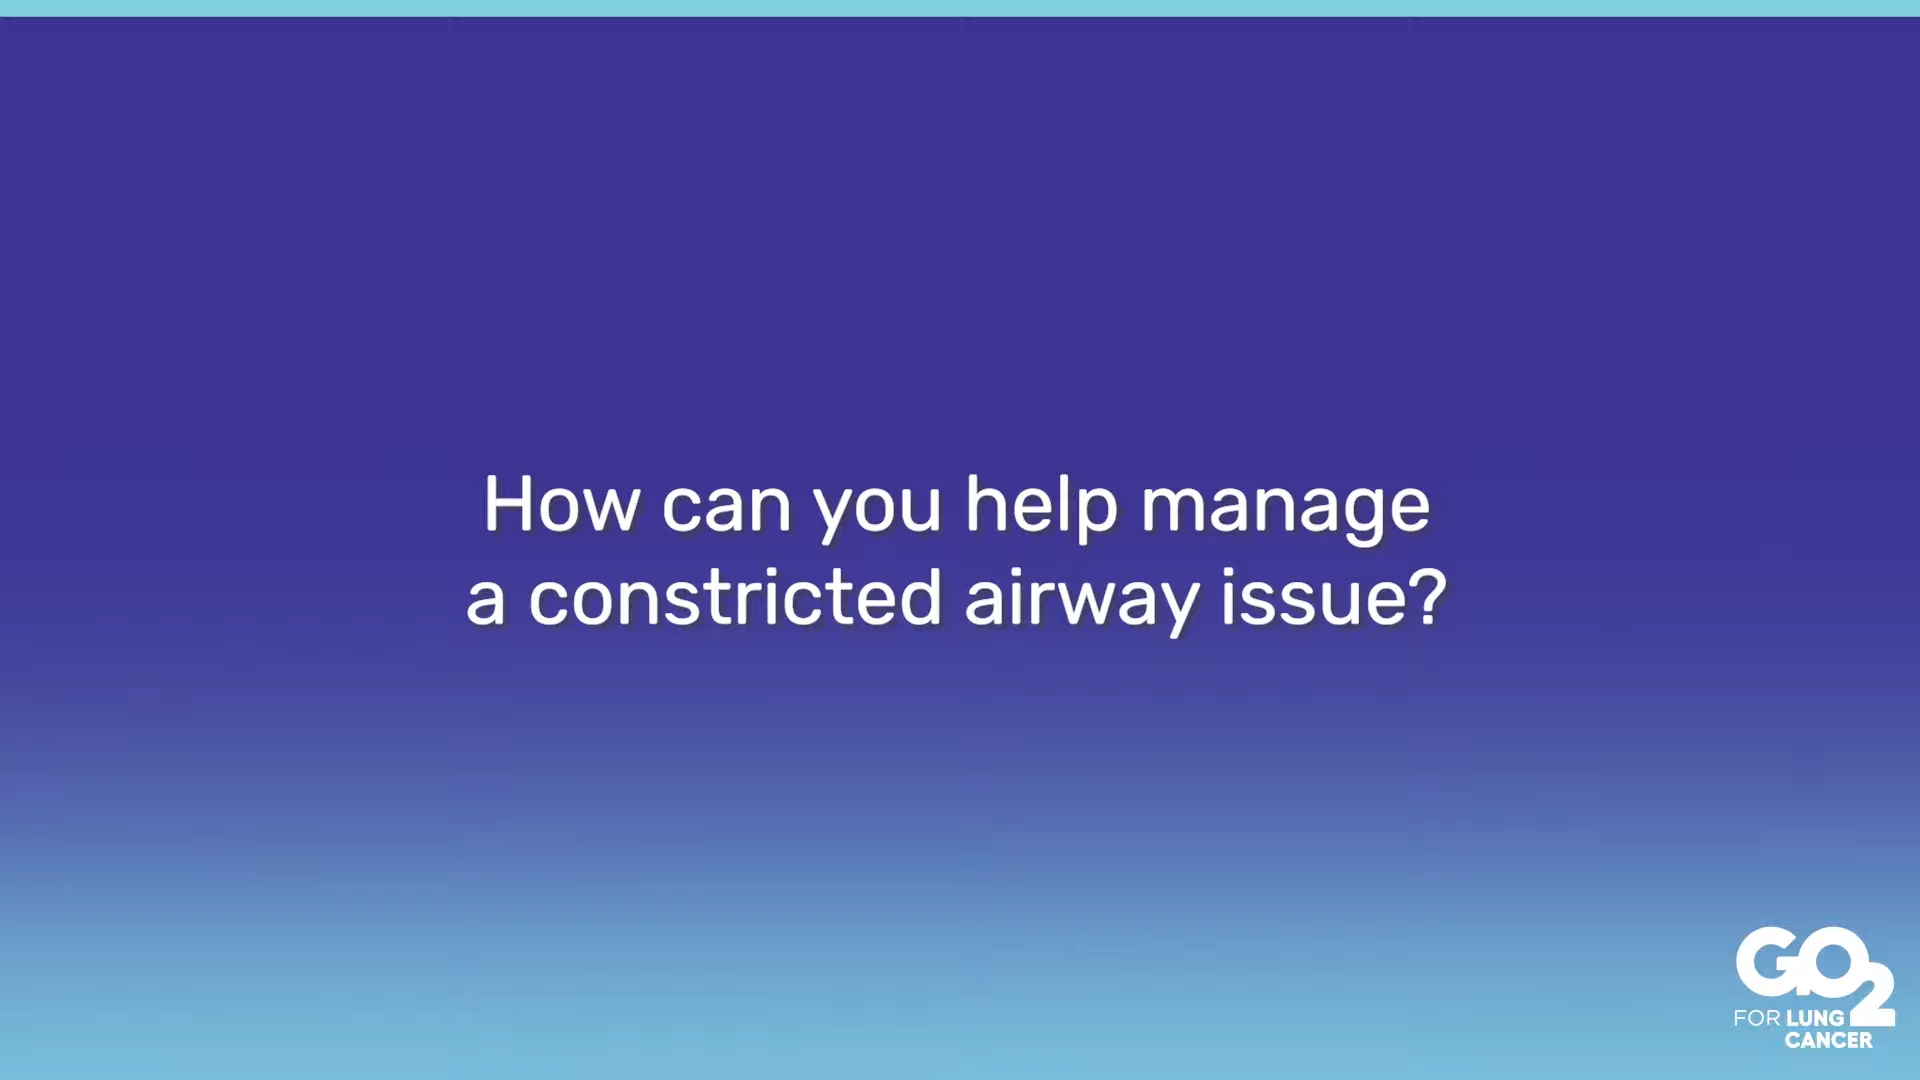 How can you help manage
a constricted airway issue?
GO2
FOR LUNG
CANCER